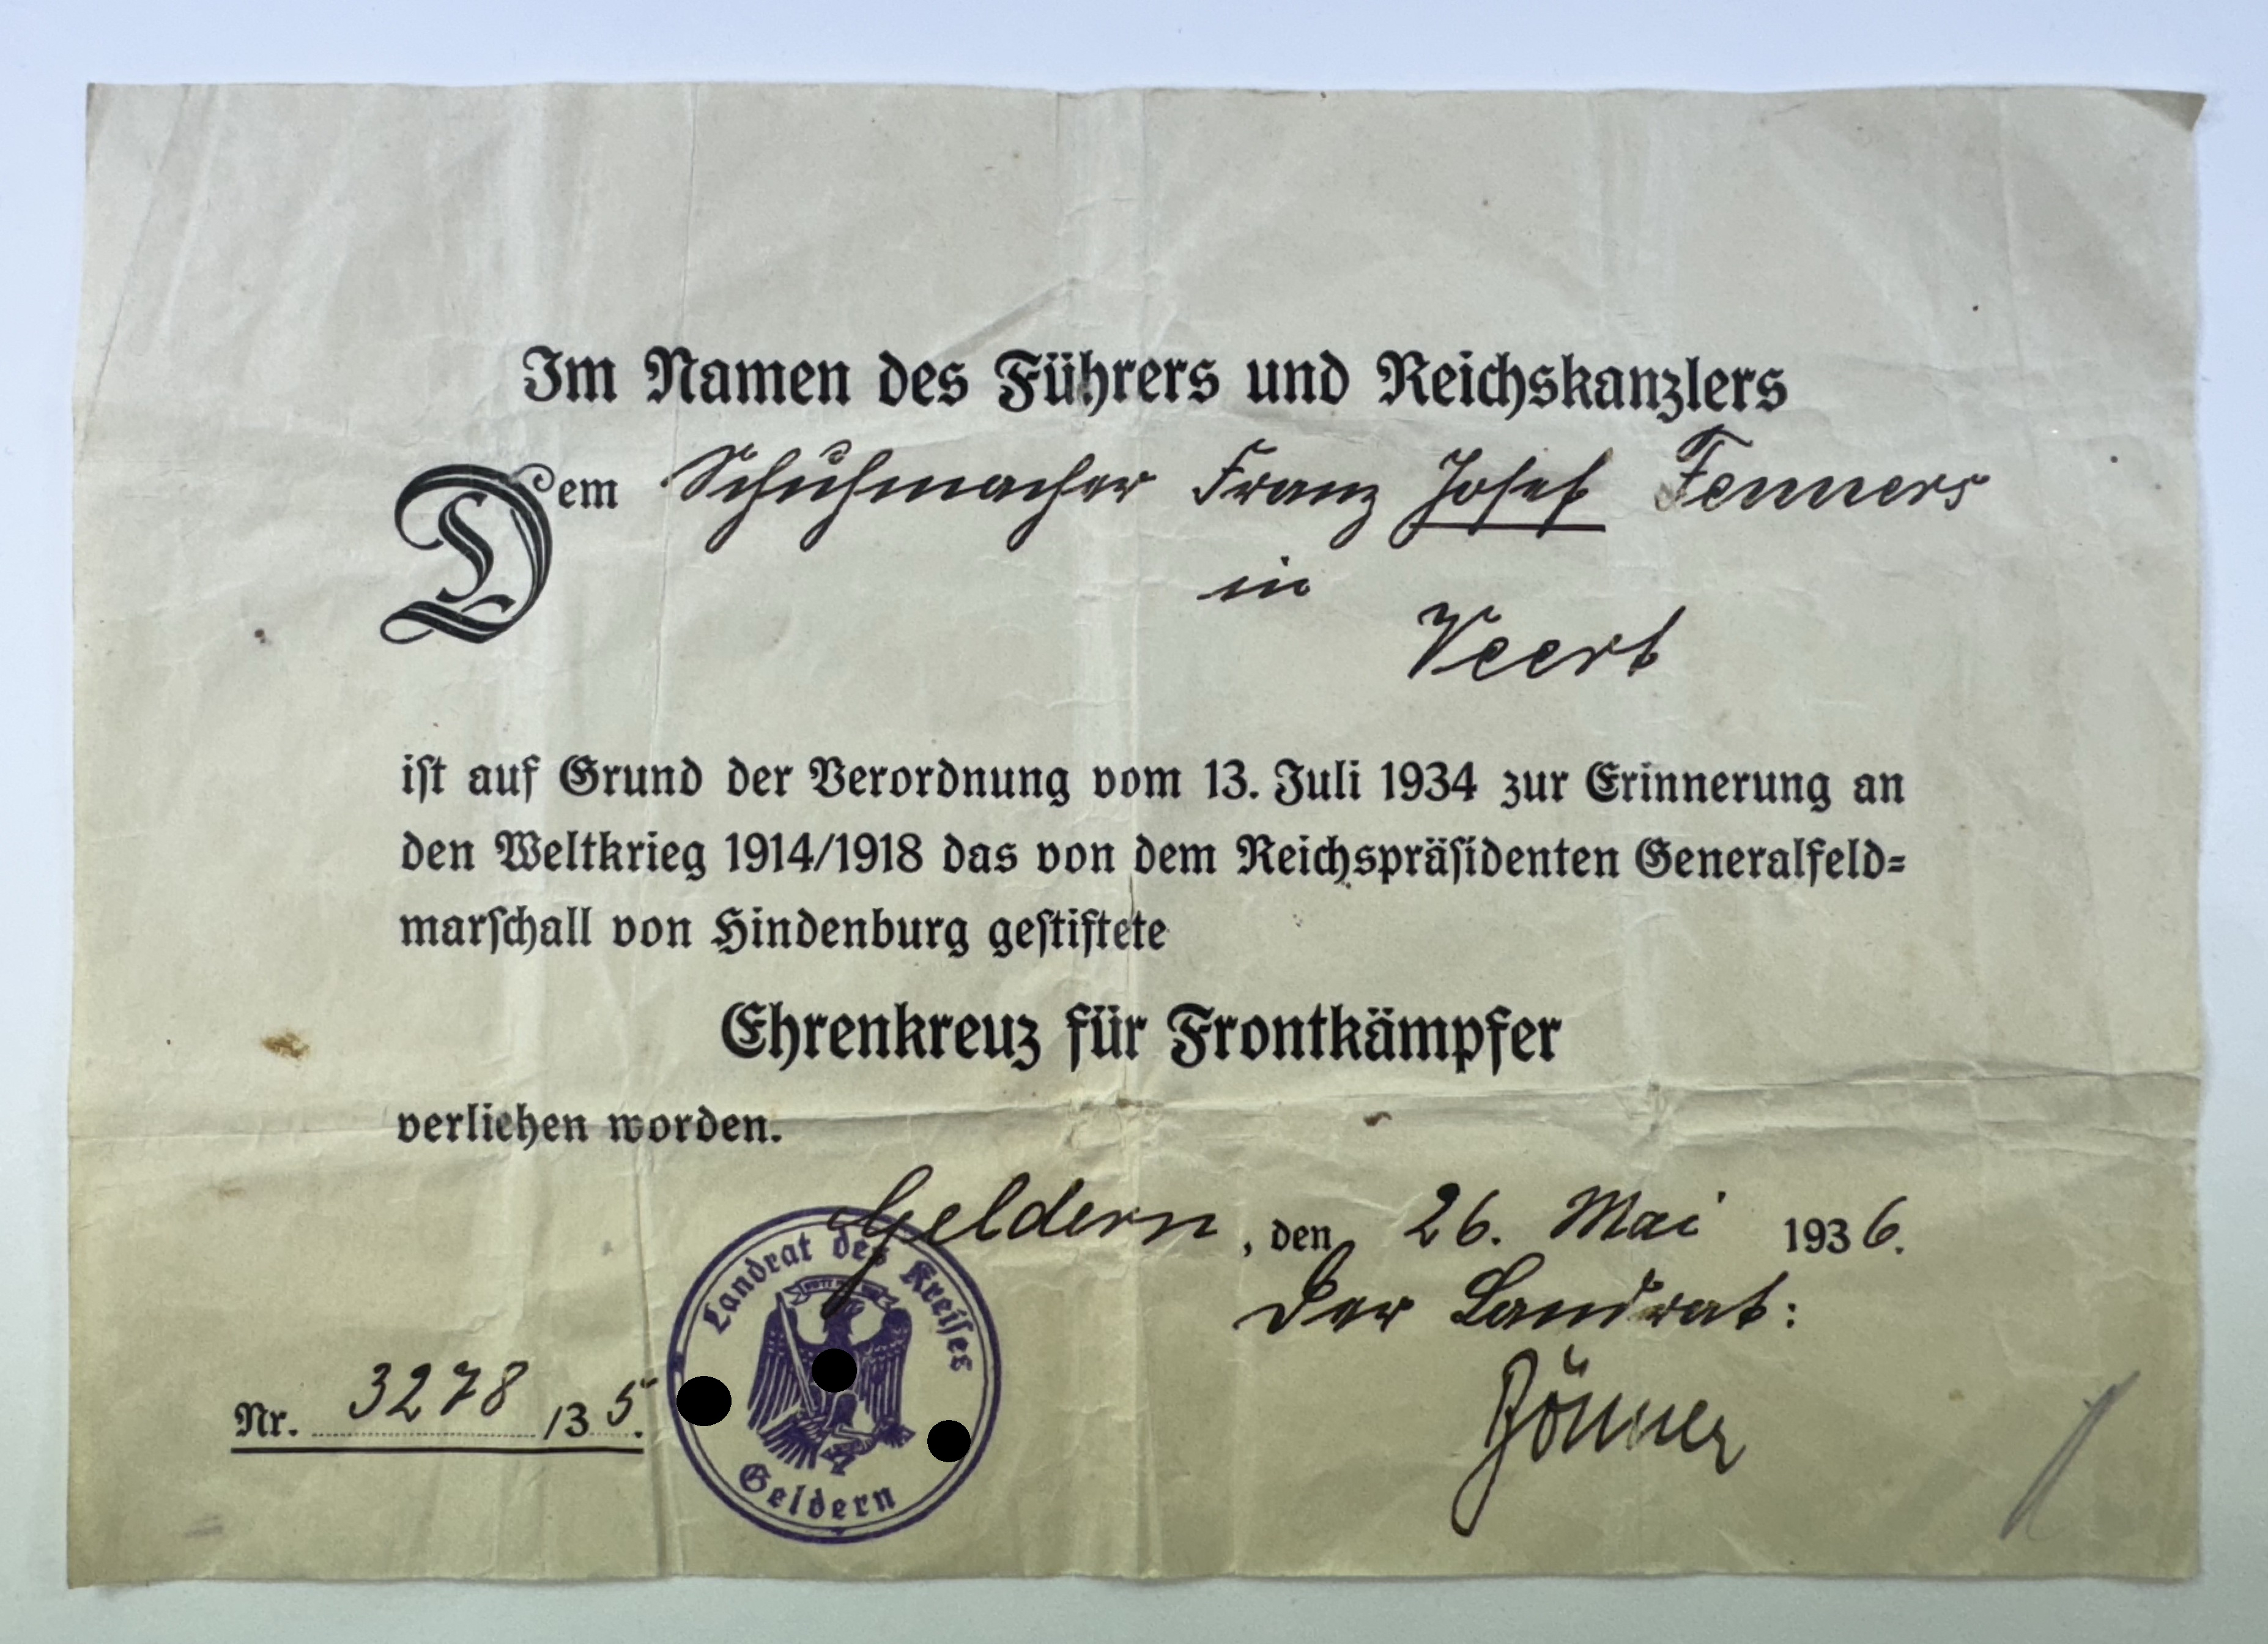 Im Namen des Führers und Reichskanzlers
Dem Schuhmacher Franz Josef Fenners
in
Veert
ist auf Grund der Verordnung vom 13. Juli 1934 zur Erinnerung an
den Weltkrieg 1914/1918 das von dem Reichspräsidenten Generalfeld=
marschall von Hindenburg gestiftete
Ehrenkreuz für Frontkämpfer
verliehen worden.
Geldern, den 26. Mai 1936.
Der Landrat:
Nr. 3278/35.
Landrat des Kreises
Geldern